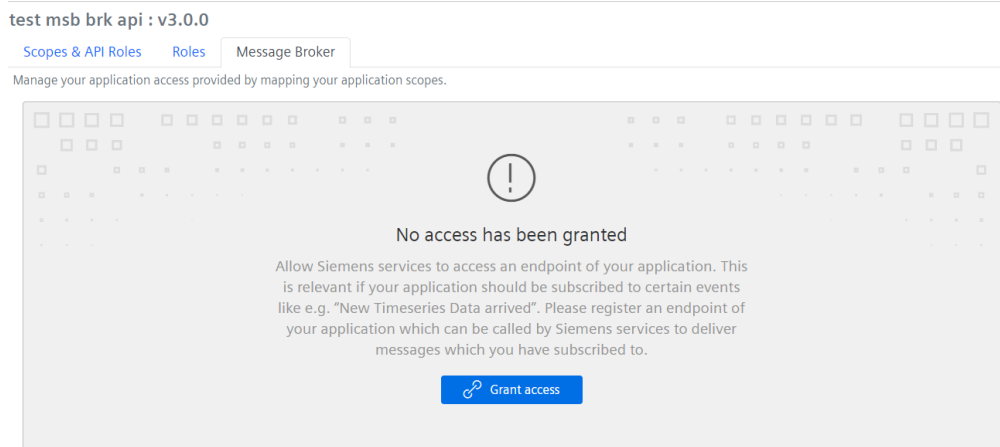 test msb brk api : v3.0.0
Scopes & API Roles Roles Message Broker
Manage your application access provided by mapping your application scopes.
No access has been granted
Allow Siemens services to access an endpoint of your application. This
is relevant if your application should be subscribed to certain events
like e.g. "New Timeseries Data arrived". Please register an endpoint of
your application which can be called by Siemens services to deliver
messages which you have subscribed to.
Grant access